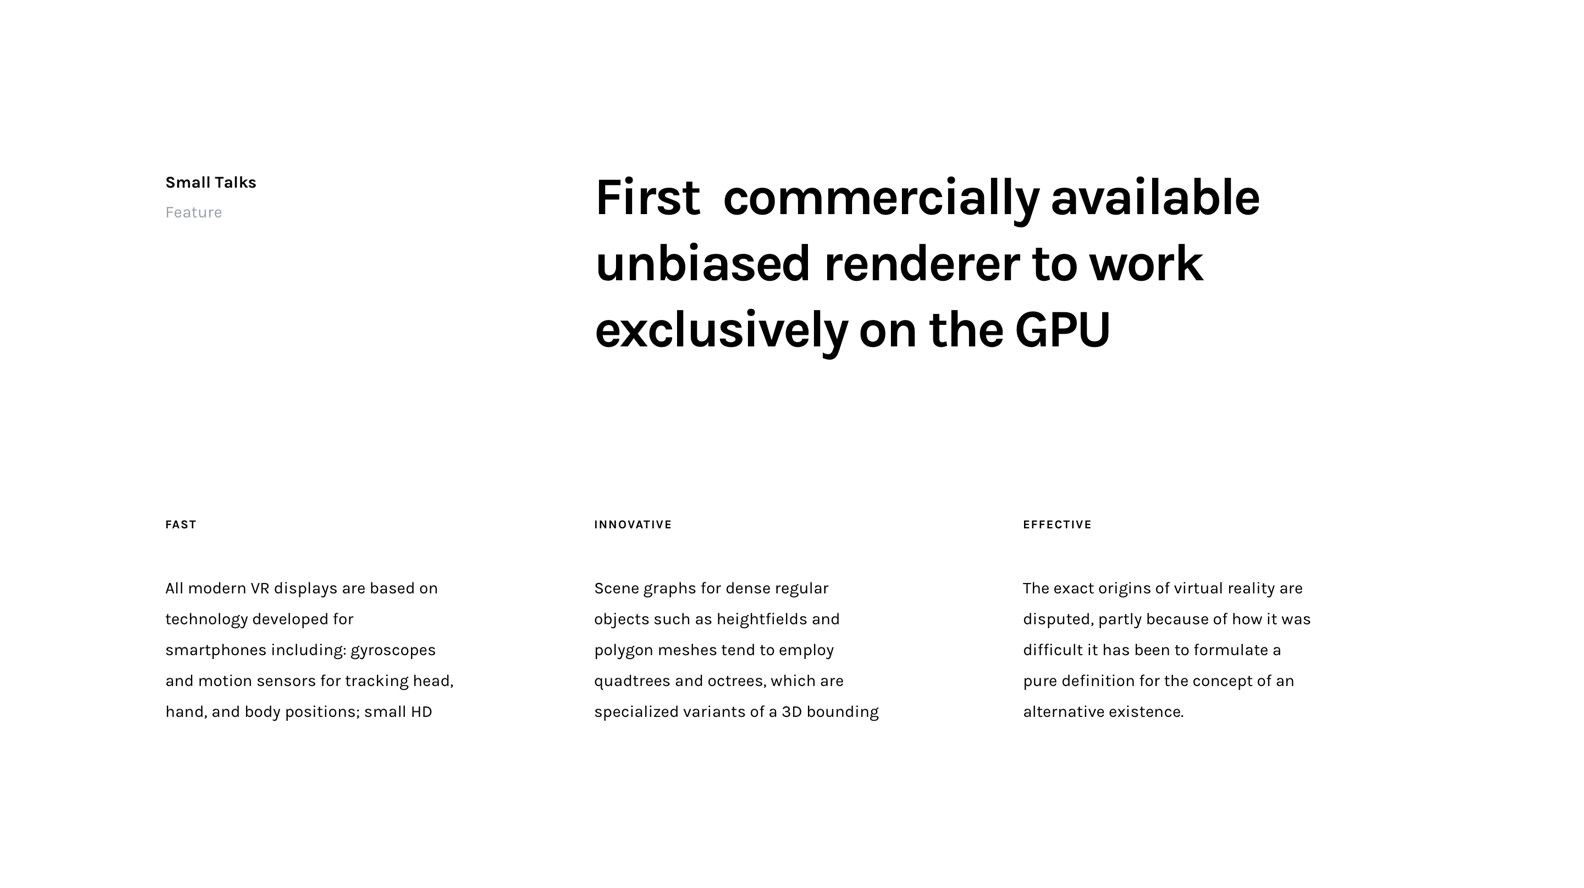 Small Talks
Feature
First  commercially available
unbiased renderer to work
exclusively on the GPU
FAST
All modern VR displays are based on
technology developed for
smartphones including: gyroscopes
and motion sensors for tracking head,
hand, and body positions; small HD
INNOVATIVE
Scene graphs for dense regular
objects such as heightfields and
polygon meshes tend to employ
quadtrees and octrees, which are
specialized variants of a 3D bounding
EFFECTIVE
The exact origins of virtual reality are
disputed, partly because of how it was
difficult it has been to formulate a
pure definition for the concept of an
alternative existence.